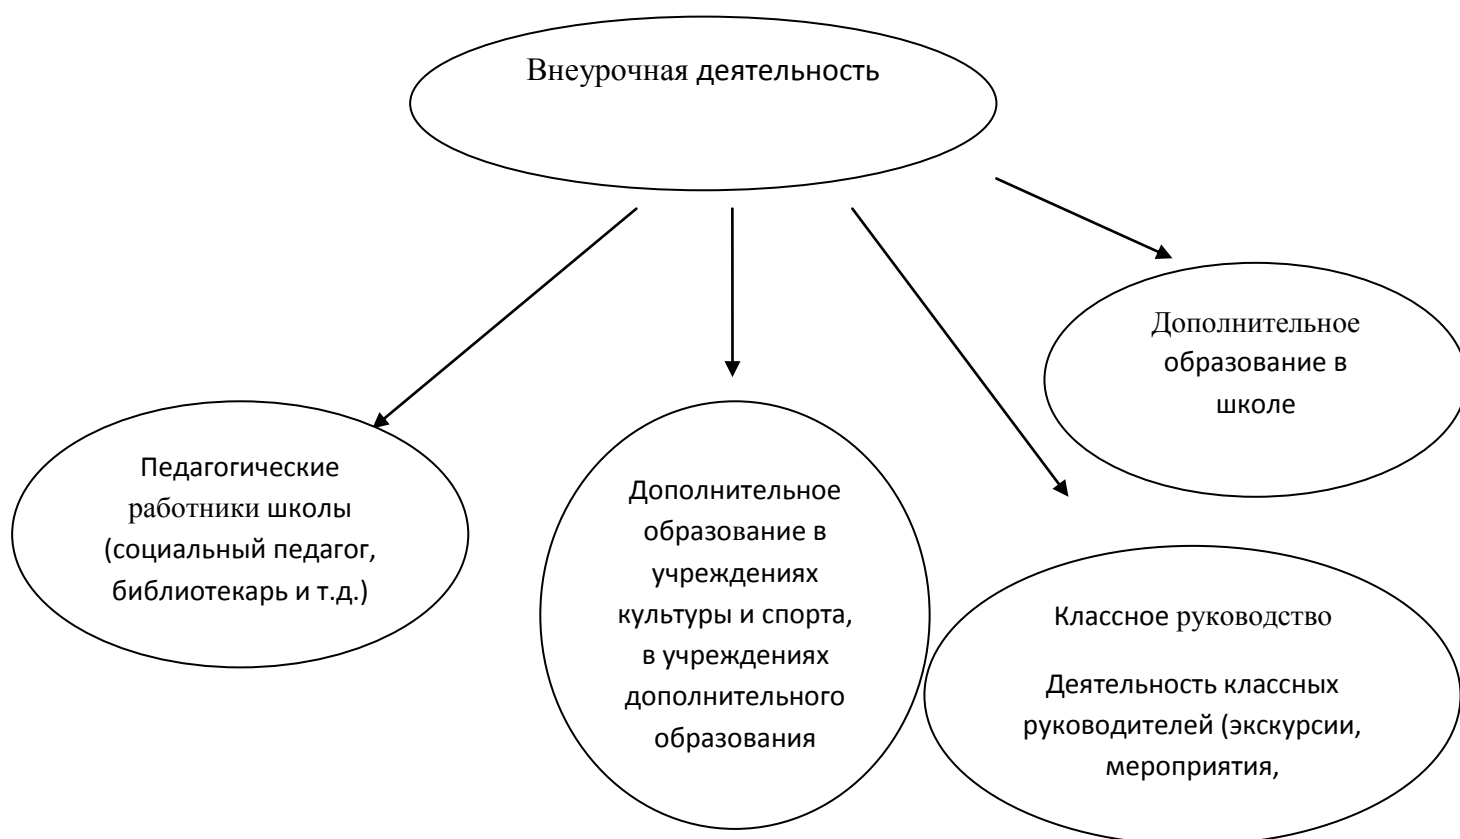 Внеурочная деятельность
Дополнительное
образование в
школе
Педагогические
работники школы
(социальный педагог,
библиотекарь и т.д.)
Дополнительное
образование в
учреждениях
культуры и спорта,
в учреждениях
дополнительного
образования
Классное руководство
Деятельность классных
руководителей (экскурсии,
мероприятия,